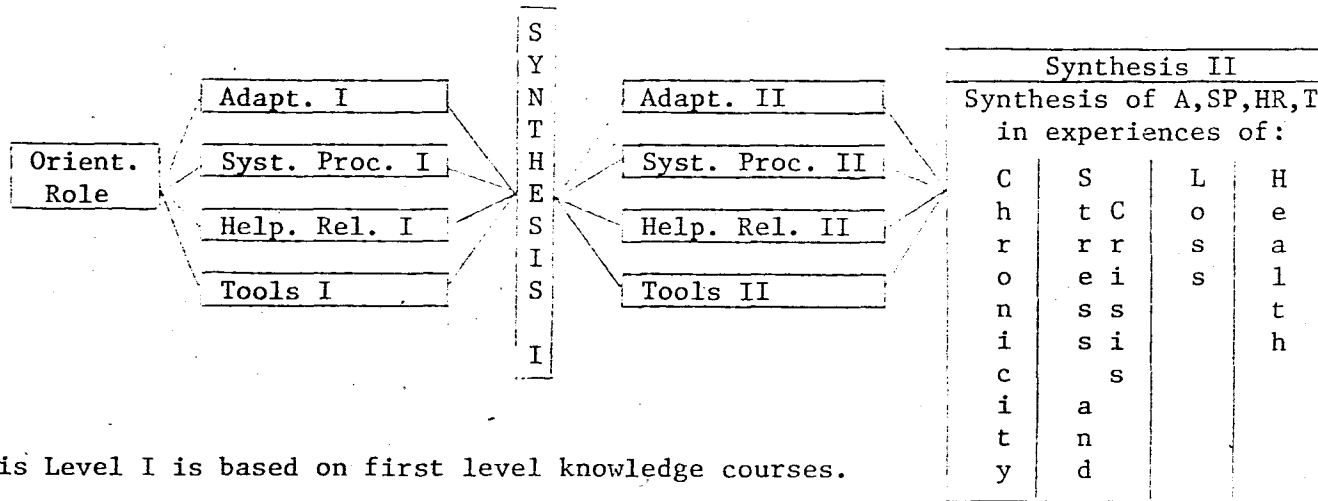 Orient.
Role
Adapt. I
Syst. Proc. I
Help. Rel. I
Tools I
SYNTHESIS I
Adapt. II
Syst. Proc. II
Help. Rel. II
Tools II
Synthesis II
Synthesis of A,SP,HR,T
in experiences of:
Chronicity
Stress and
Crisis
Loss
Health
is Level I is based on first level knowledge courses.